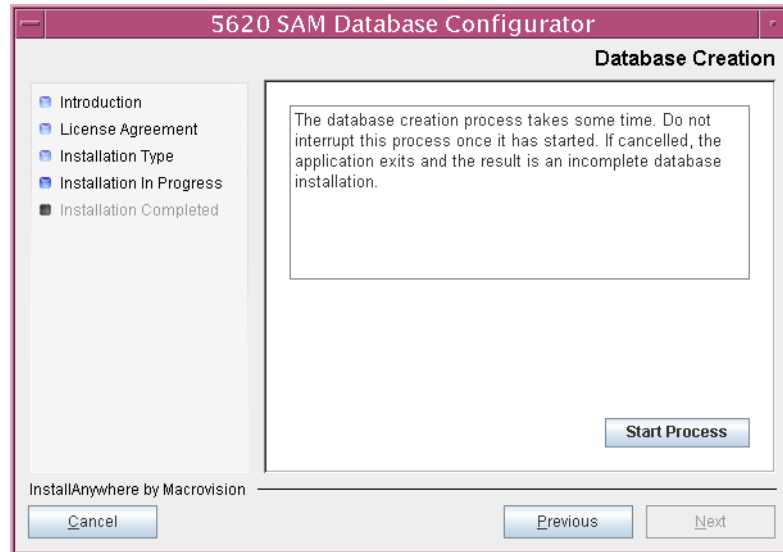 5620 SAM Database Configurator
Database Creation
Introduction
License Agreement
Installation Type
Installation In Progress
Installation Completed
The database creation process takes some time. Do not
interrupt this process once it has started. If cancelled, the
application exits and the result is an incomplete database
installation.
Start Process
InstallAnywhere by Macrovision
Cancel
Previous
Next